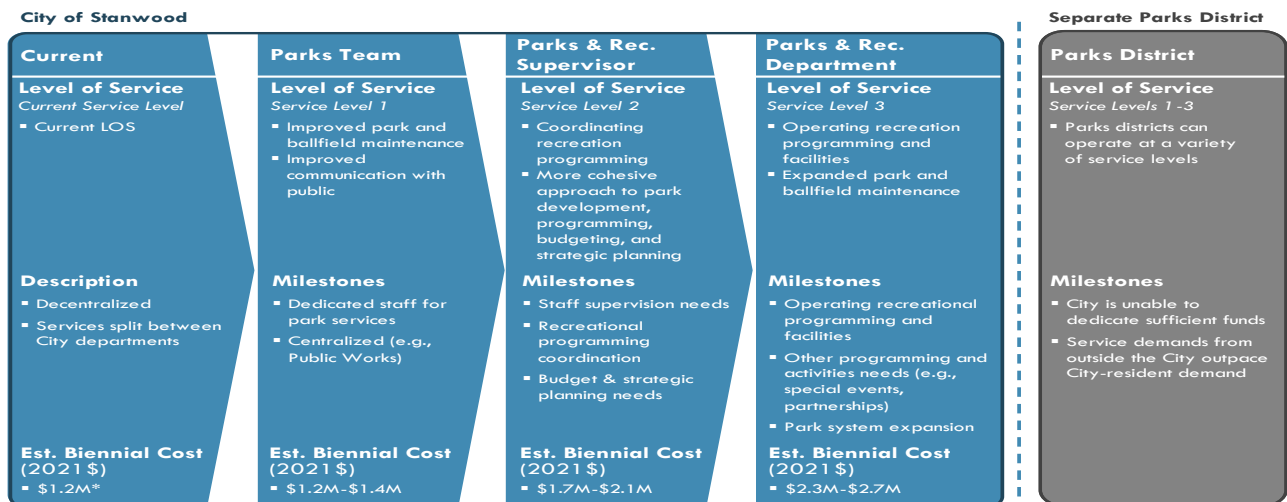 City of Stanwood
Separate Parks District
Current
Level of Service
Current Service Level
▪ Current LOS
Description
▪ Decentralized
▪ Services split between
City departments
Est. Biennial Cost
(2021$)
▪ $1.2M*
Parks Team
Level of Service
Service Level 1
▪ Improved park and
ballfield maintenance
▪ Improved
communication with
public
Milestones
▪ Dedicated staff for
park services
▪ Centralized (e.g.,
Public Works)
Est. Biennial Cost
(2021$)
▪ $1.2M-$1.4M
Parks & Rec.
Supervisor
Level of Service
Service Level 2
▪ Coordinating
recreation
programming
▪ More cohesive
approach to park
development,
programming,
budgeting, and
strategic planning
Milestones
▪ Staff supervision needs
▪ Recreational
programming
coordination
▪ Budget & strategic
planning needs
Est. Biennial Cost
(2021$)
▪ $1.7M-$2.1M
Parks & Rec.
Department
Level of Service
Service Level 3
▪ Operating recreation
programming and
facilities
▪ Expanded park and
ballfield maintenance
Milestones
▪ Operating recreational
programming and
facilities
▪ Other programming and
activities needs (e.g.,
special events,
partnerships)
▪ Park system expansion
Est. Biennial Cost
(2021$)
▪ $2.3M-$2.7M
Parks District
Level of Service
Service Levels 1-3
▪ Parks districts can
operate at a variety
of service levels
Milestones
▪ City is unable to
dedicate sufficient funds
▪ Service demands from
outside the City outpace
City-resident demand